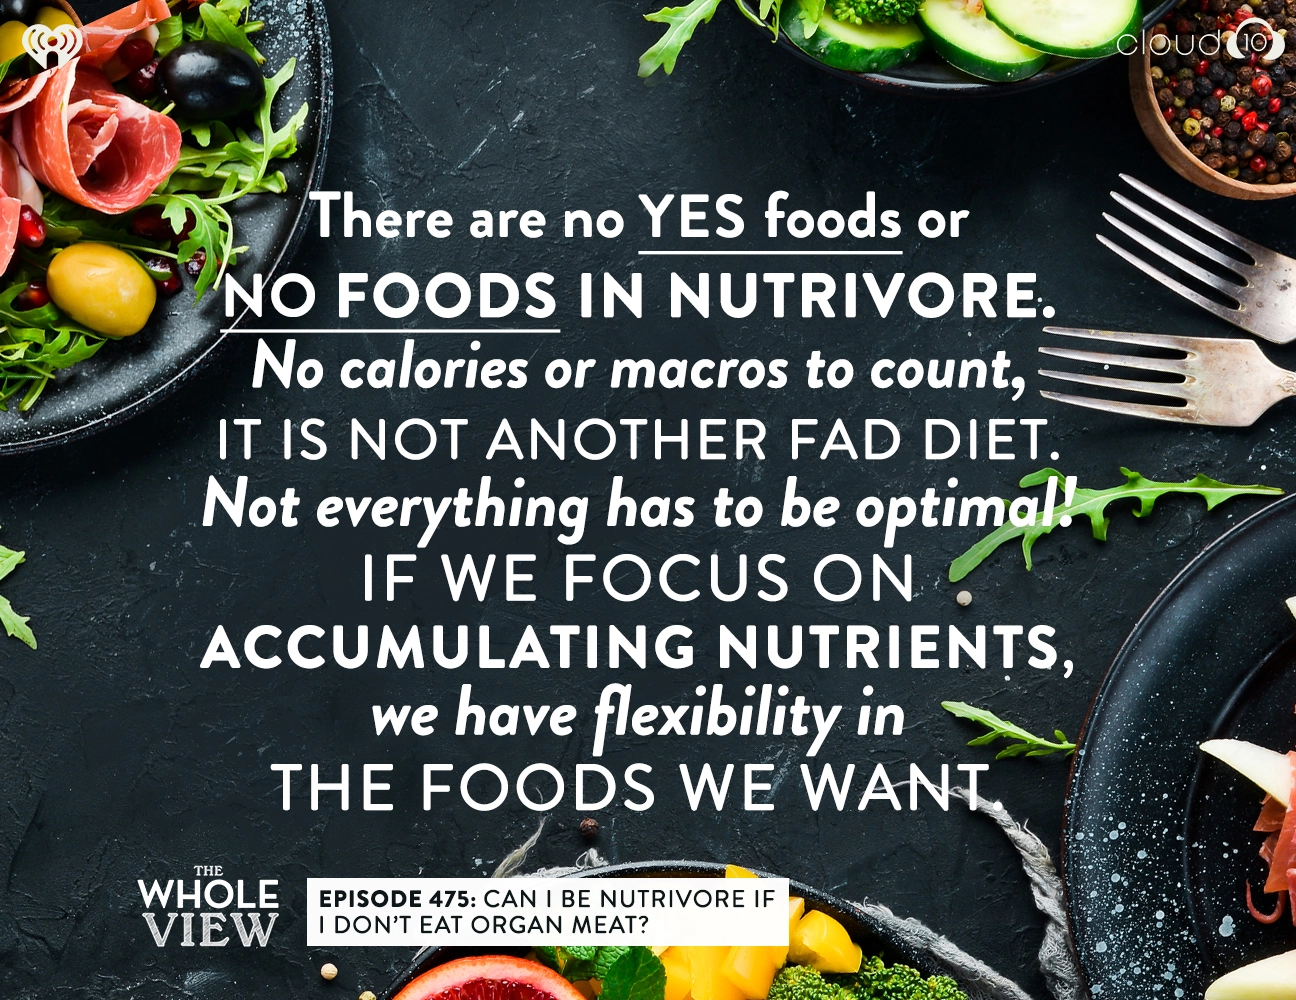 cloud10
There are no YES foods or
NO FOODS IN NUTRIVORE.
No calories or macros to count,
IT IS NOT ANOTHER FAD DIET.
Not everything has to be optimal!
IF WE FOCUS ON
ACCUMULATING NUTRIENTS,
we have flexibility in
THE FOODS WE WANT.
THE
WHOLE
VIEW
EPISODE 475: CAN I BE NUTRIVORE IF
I DON'T EAT ORGAN MEAT?